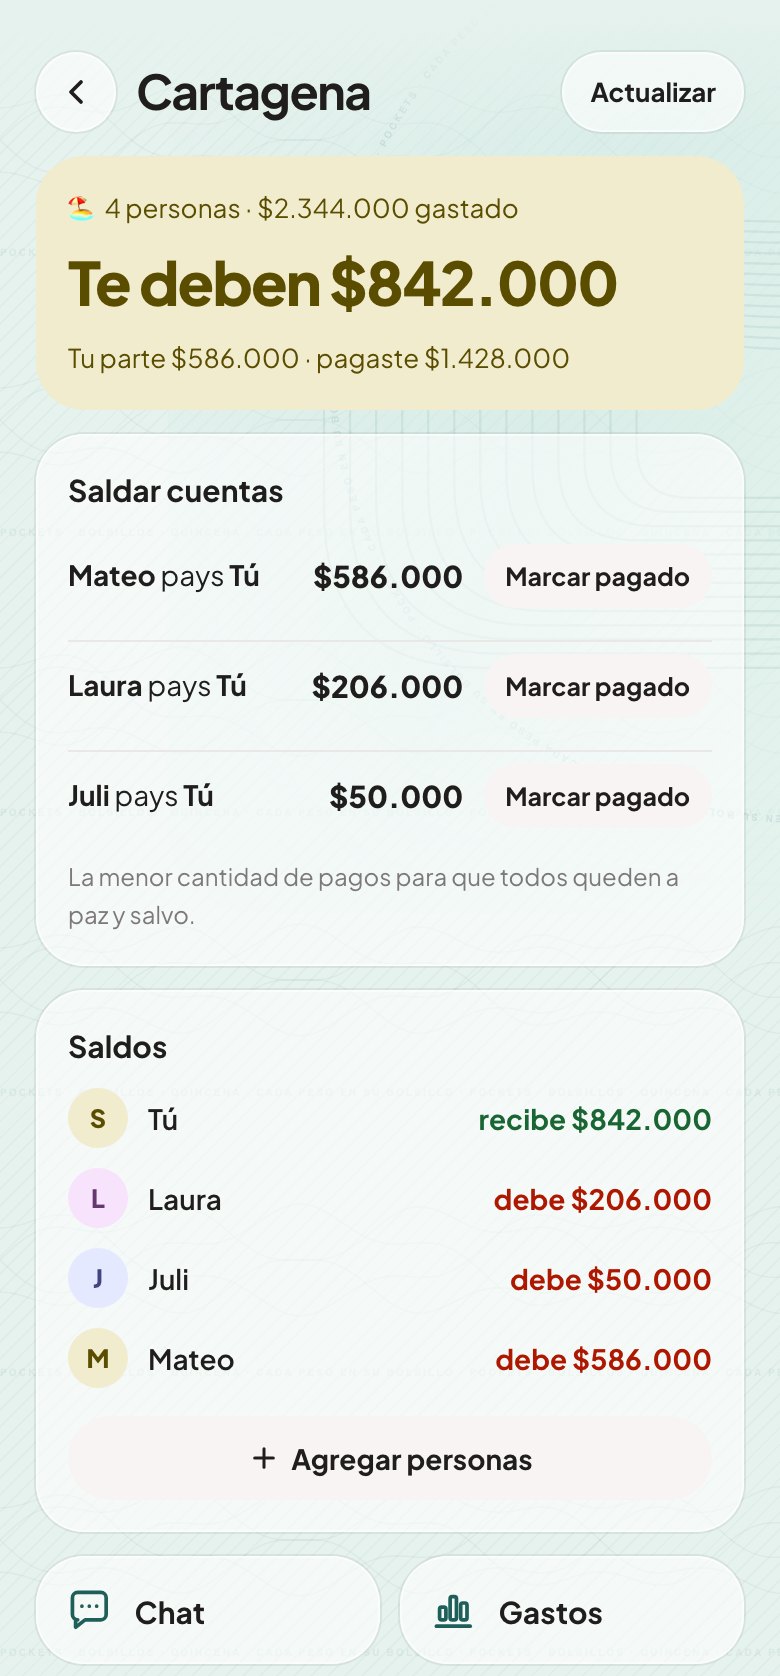 Cartagena
Actualizar
4 personas · $2.344.000 gastado
Te deben $842.000
Tu parte $586.000 · pagaste $1.428.000
Saldar cuentas
Mateo pays Tú $586.000 Marcar pagado
Laura pays Tú $206.000 Marcar pagado
Juli pays Tú $50.000 Marcar pagado
La menor cantidad de pagos para que todos queden a
paz y salvo.
Saldos
S Tú recibe $842.000
L Laura debe $206.000
J Juli debe $50.000
M Mateo debe $586.000
+ Agregar personas
Chat
Gastos